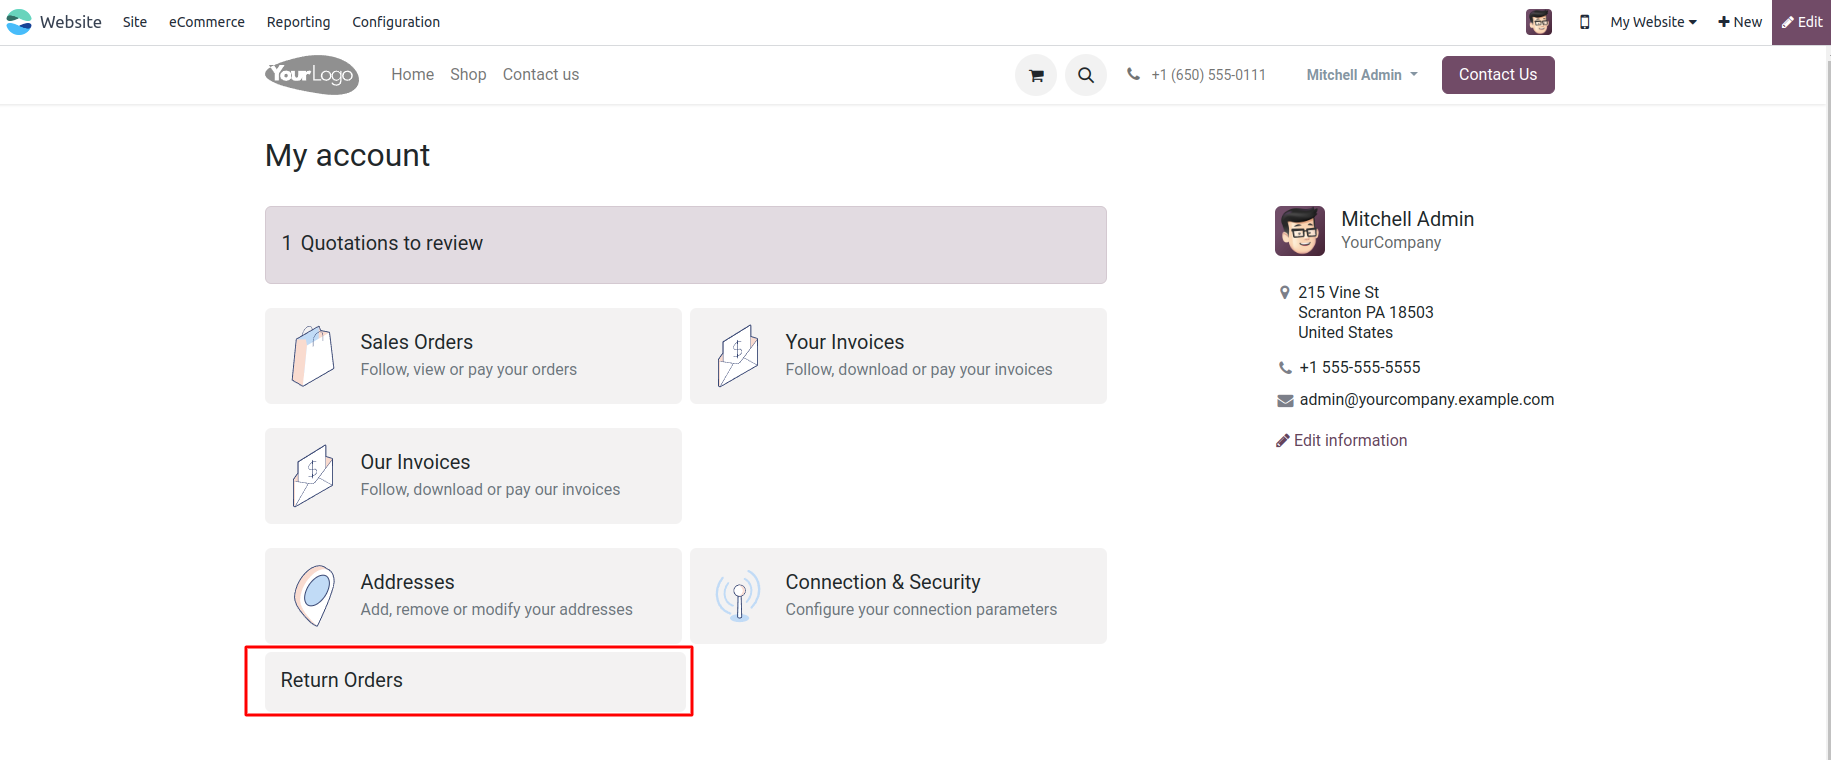 Website Site eCommerce Reporting Configuration My Website New Edit
YourLogo Home Shop Contact us +1 (650) 555-0111 Mitchell Admin Contact Us
My account
1 Quotations to review
Sales Orders
Follow, view or pay your orders
Your Invoices
Follow, download or pay your invoices
Our Invoices
Follow, download or pay our invoices
Addresses
Add, remove or modify your addresses
Connection & Security
Configure your connection parameters
Return Orders
Mitchell Admin
YourCompany
215 Vine St
Scranton PA 18503
United States
+1 555-555-5555
admin@yourcompany.example.com
Edit information